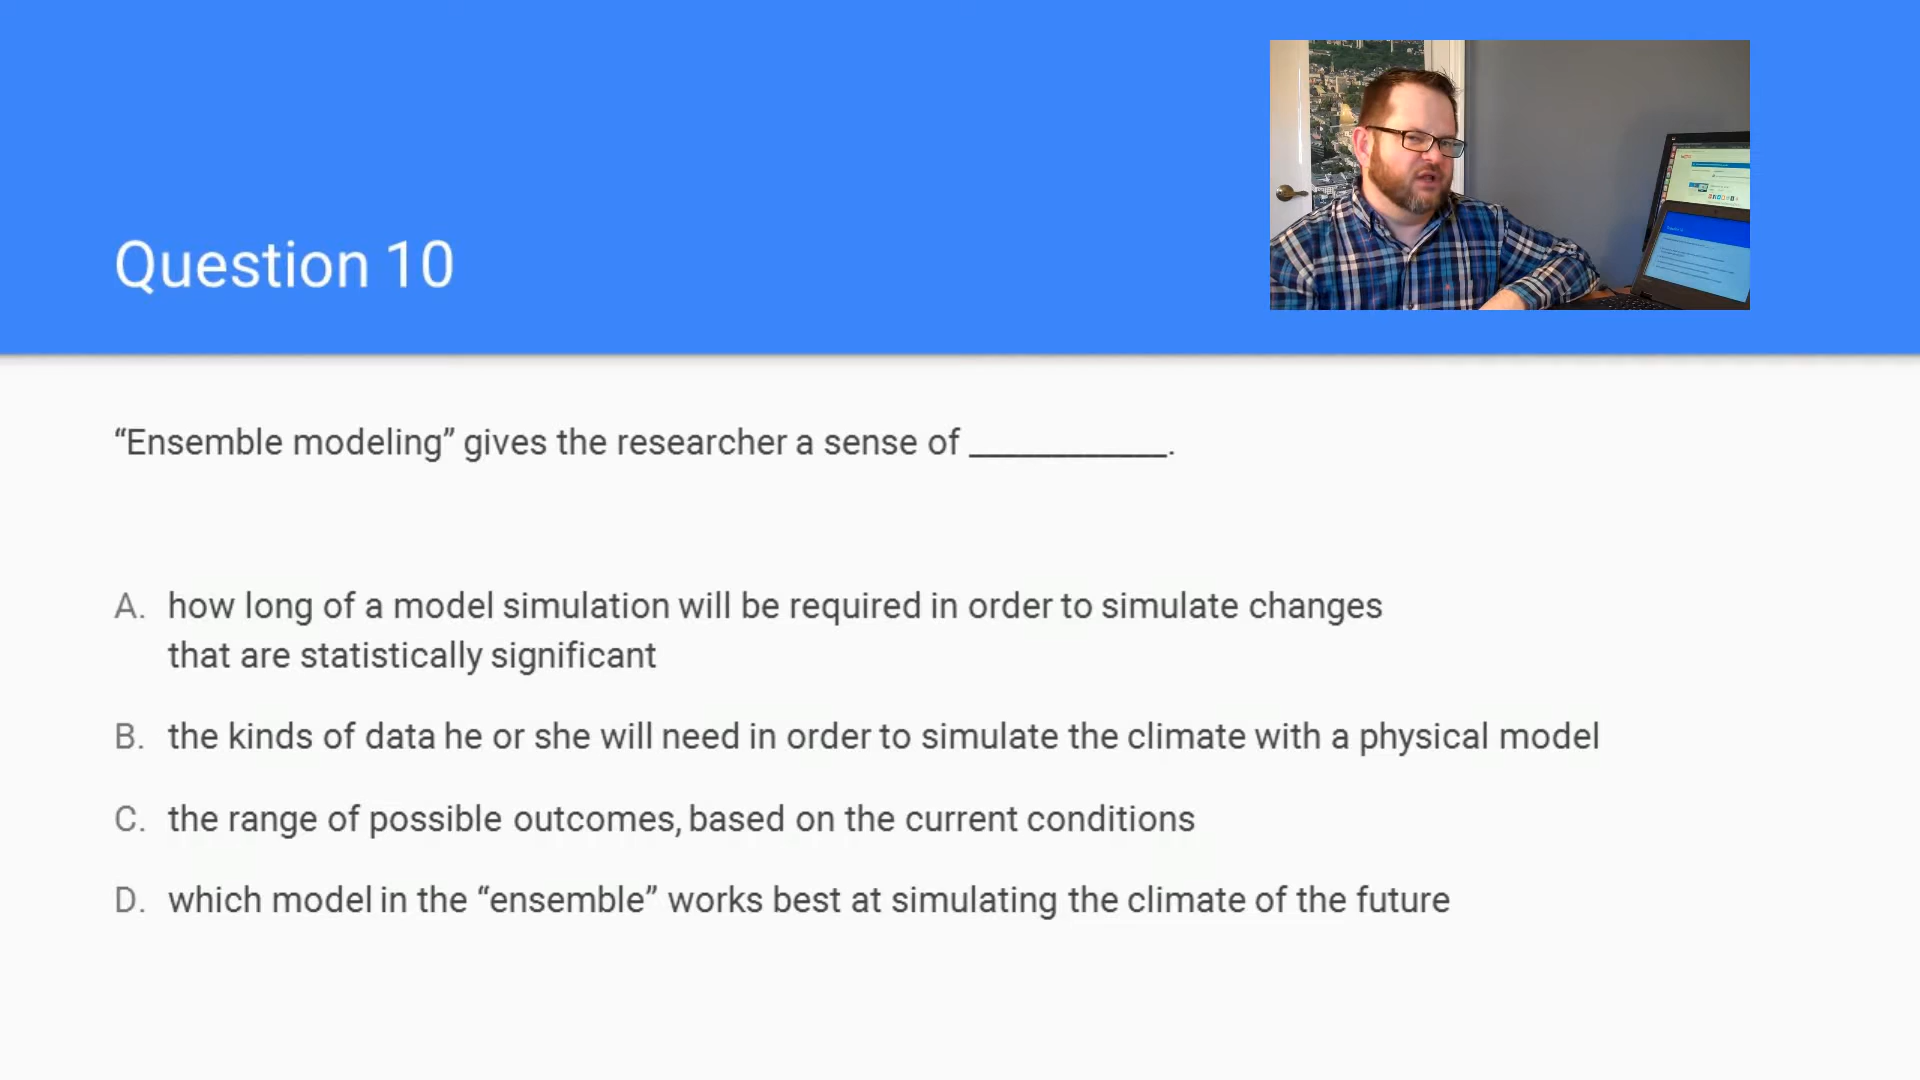 Question 10
“Ensemble modeling” gives the researcher a sense of ___________.
A. how long of a model simulation will be required in order to simulate changes
that are statistically significant
B. the kinds of data he or she will need in order to simulate the climate with a physical model
C. the range of possible outcomes, based on the current conditions
D. which model in the “ensemble” works best at simulating the climate of the future